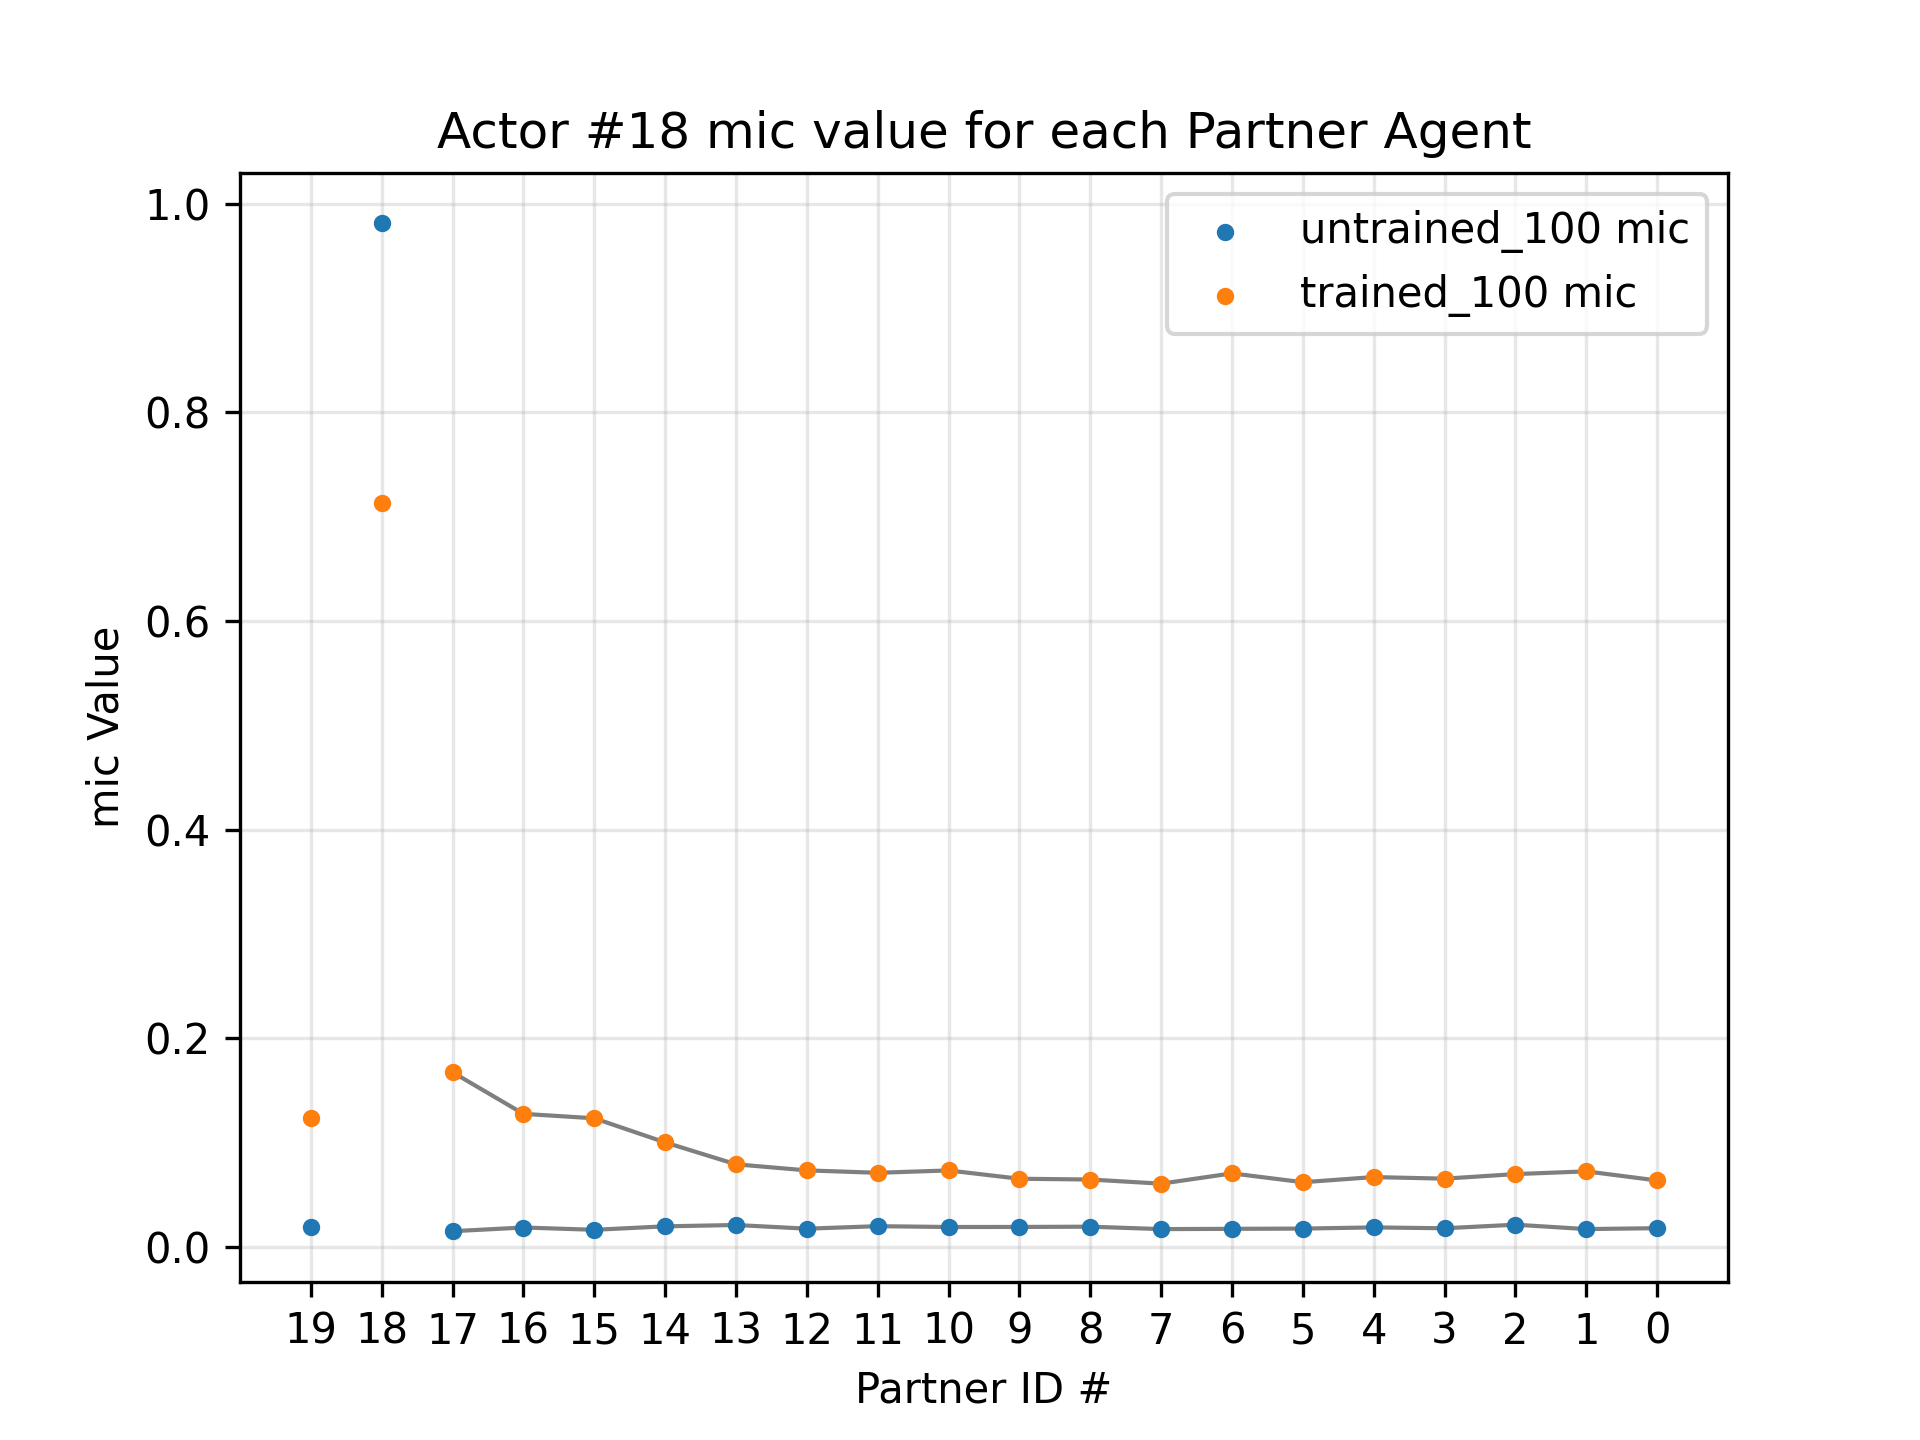 Actor #18 mic value for each Partner Agent
untrained_100 mic
trained_100 mic
mic Value
1.0
0.8
0.6
0.4
0.2
0.0
19 18 17 16 15 14 13 12 11 10 9 8 7 6 5 4 3 2 1 0
Partner ID #